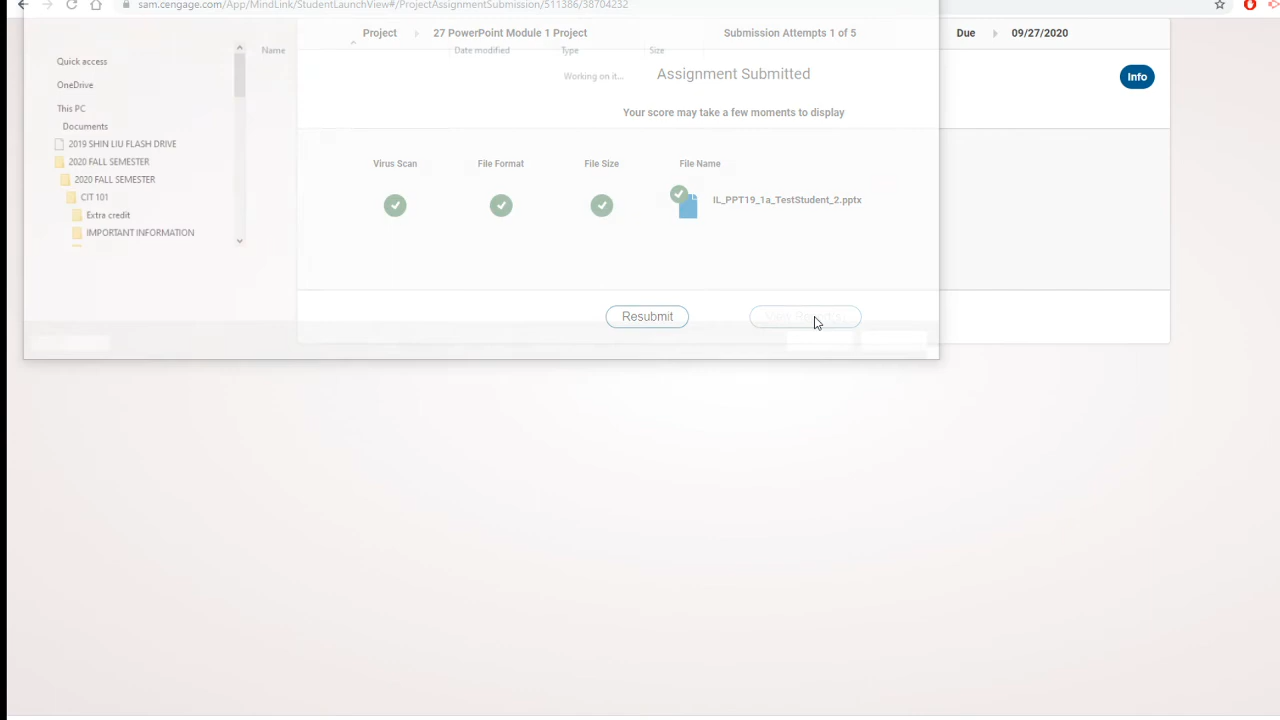 sam.cengage.com/App/MindLink/StudentLaunchView#/ProjectAssignmentSubmission/511386/38704232
Project 27 PowerPoint Module 1 Project Submission Attempts 1 of 5 Due 09/27/2020
Name Date modified Type Size
Working on it...
Assignment Submitted
Info
Your score may take a few moments to display
Quick access
OneDrive
This PC
Documents
2019 SHIN LIU FLASH DRIVE
2020 FALL SEMESTER
2020 FALL SEMESTER
CIT 101
Extra credit
IMPORTANT INFORMATION
Virus Scan File Format File Size File Name
IL_PPT19_1a_TestStudent_2.pptx
Resubmit